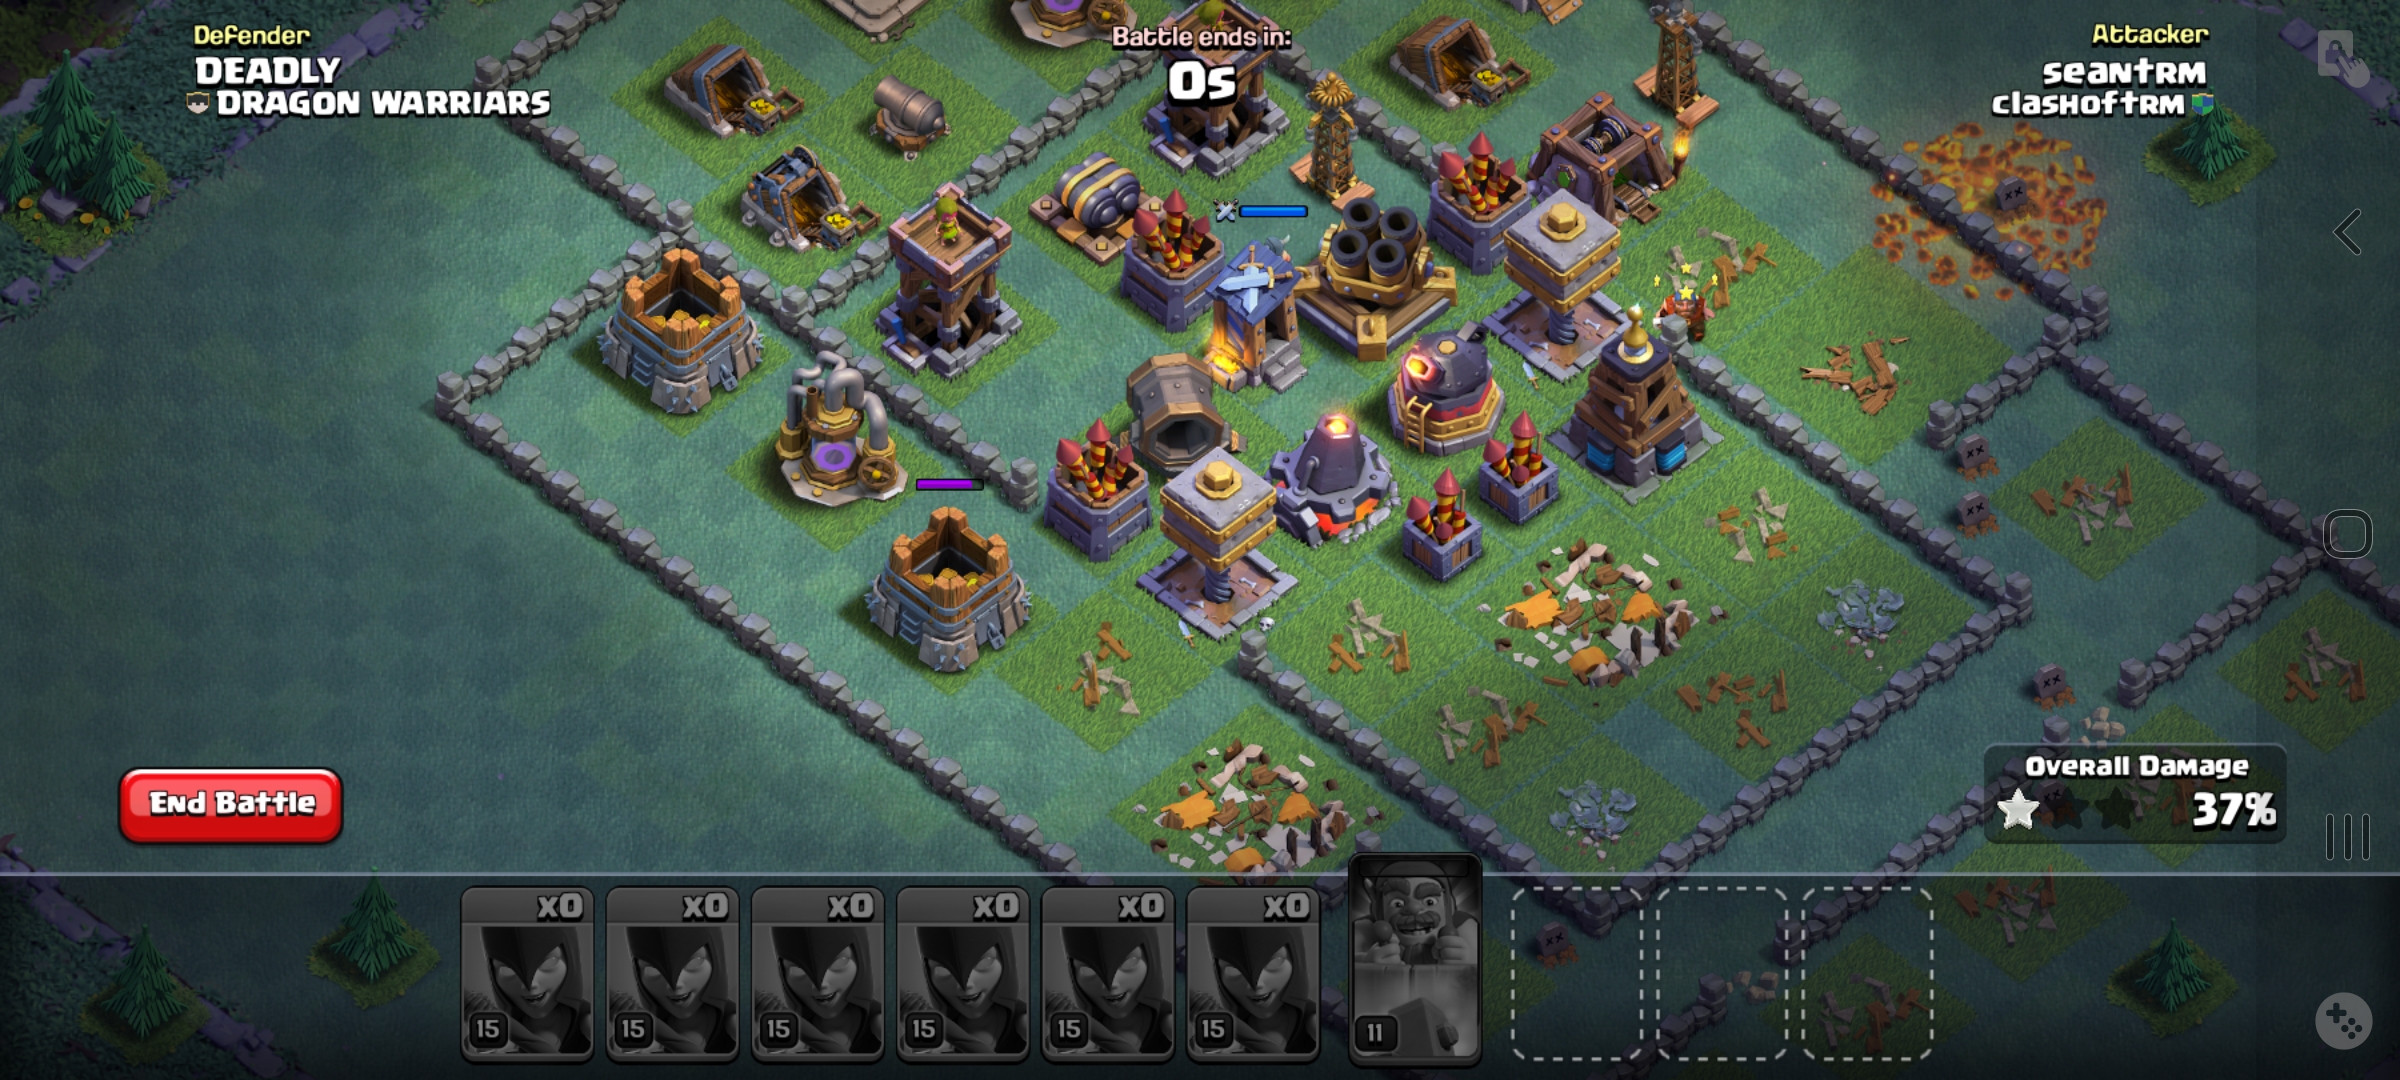 Defender
DEADLY
DRAGON WARRIARS
Battle ends in:
0s
Attacker
seantRM
clashoftRM
End Battle
Overall Damage
37%
x0 x0 x0 x0 x0 x0
15 15 15 15 15 15 11